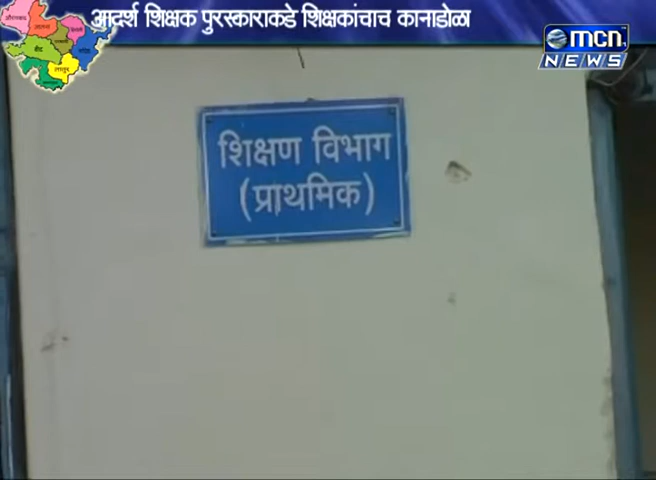 आदर्श शिक्षक पुरस्काराकडे शिक्षकांचाच कानाडोळा
mcn
NEWS
शिक्षण विभाग
(प्राथमिक)